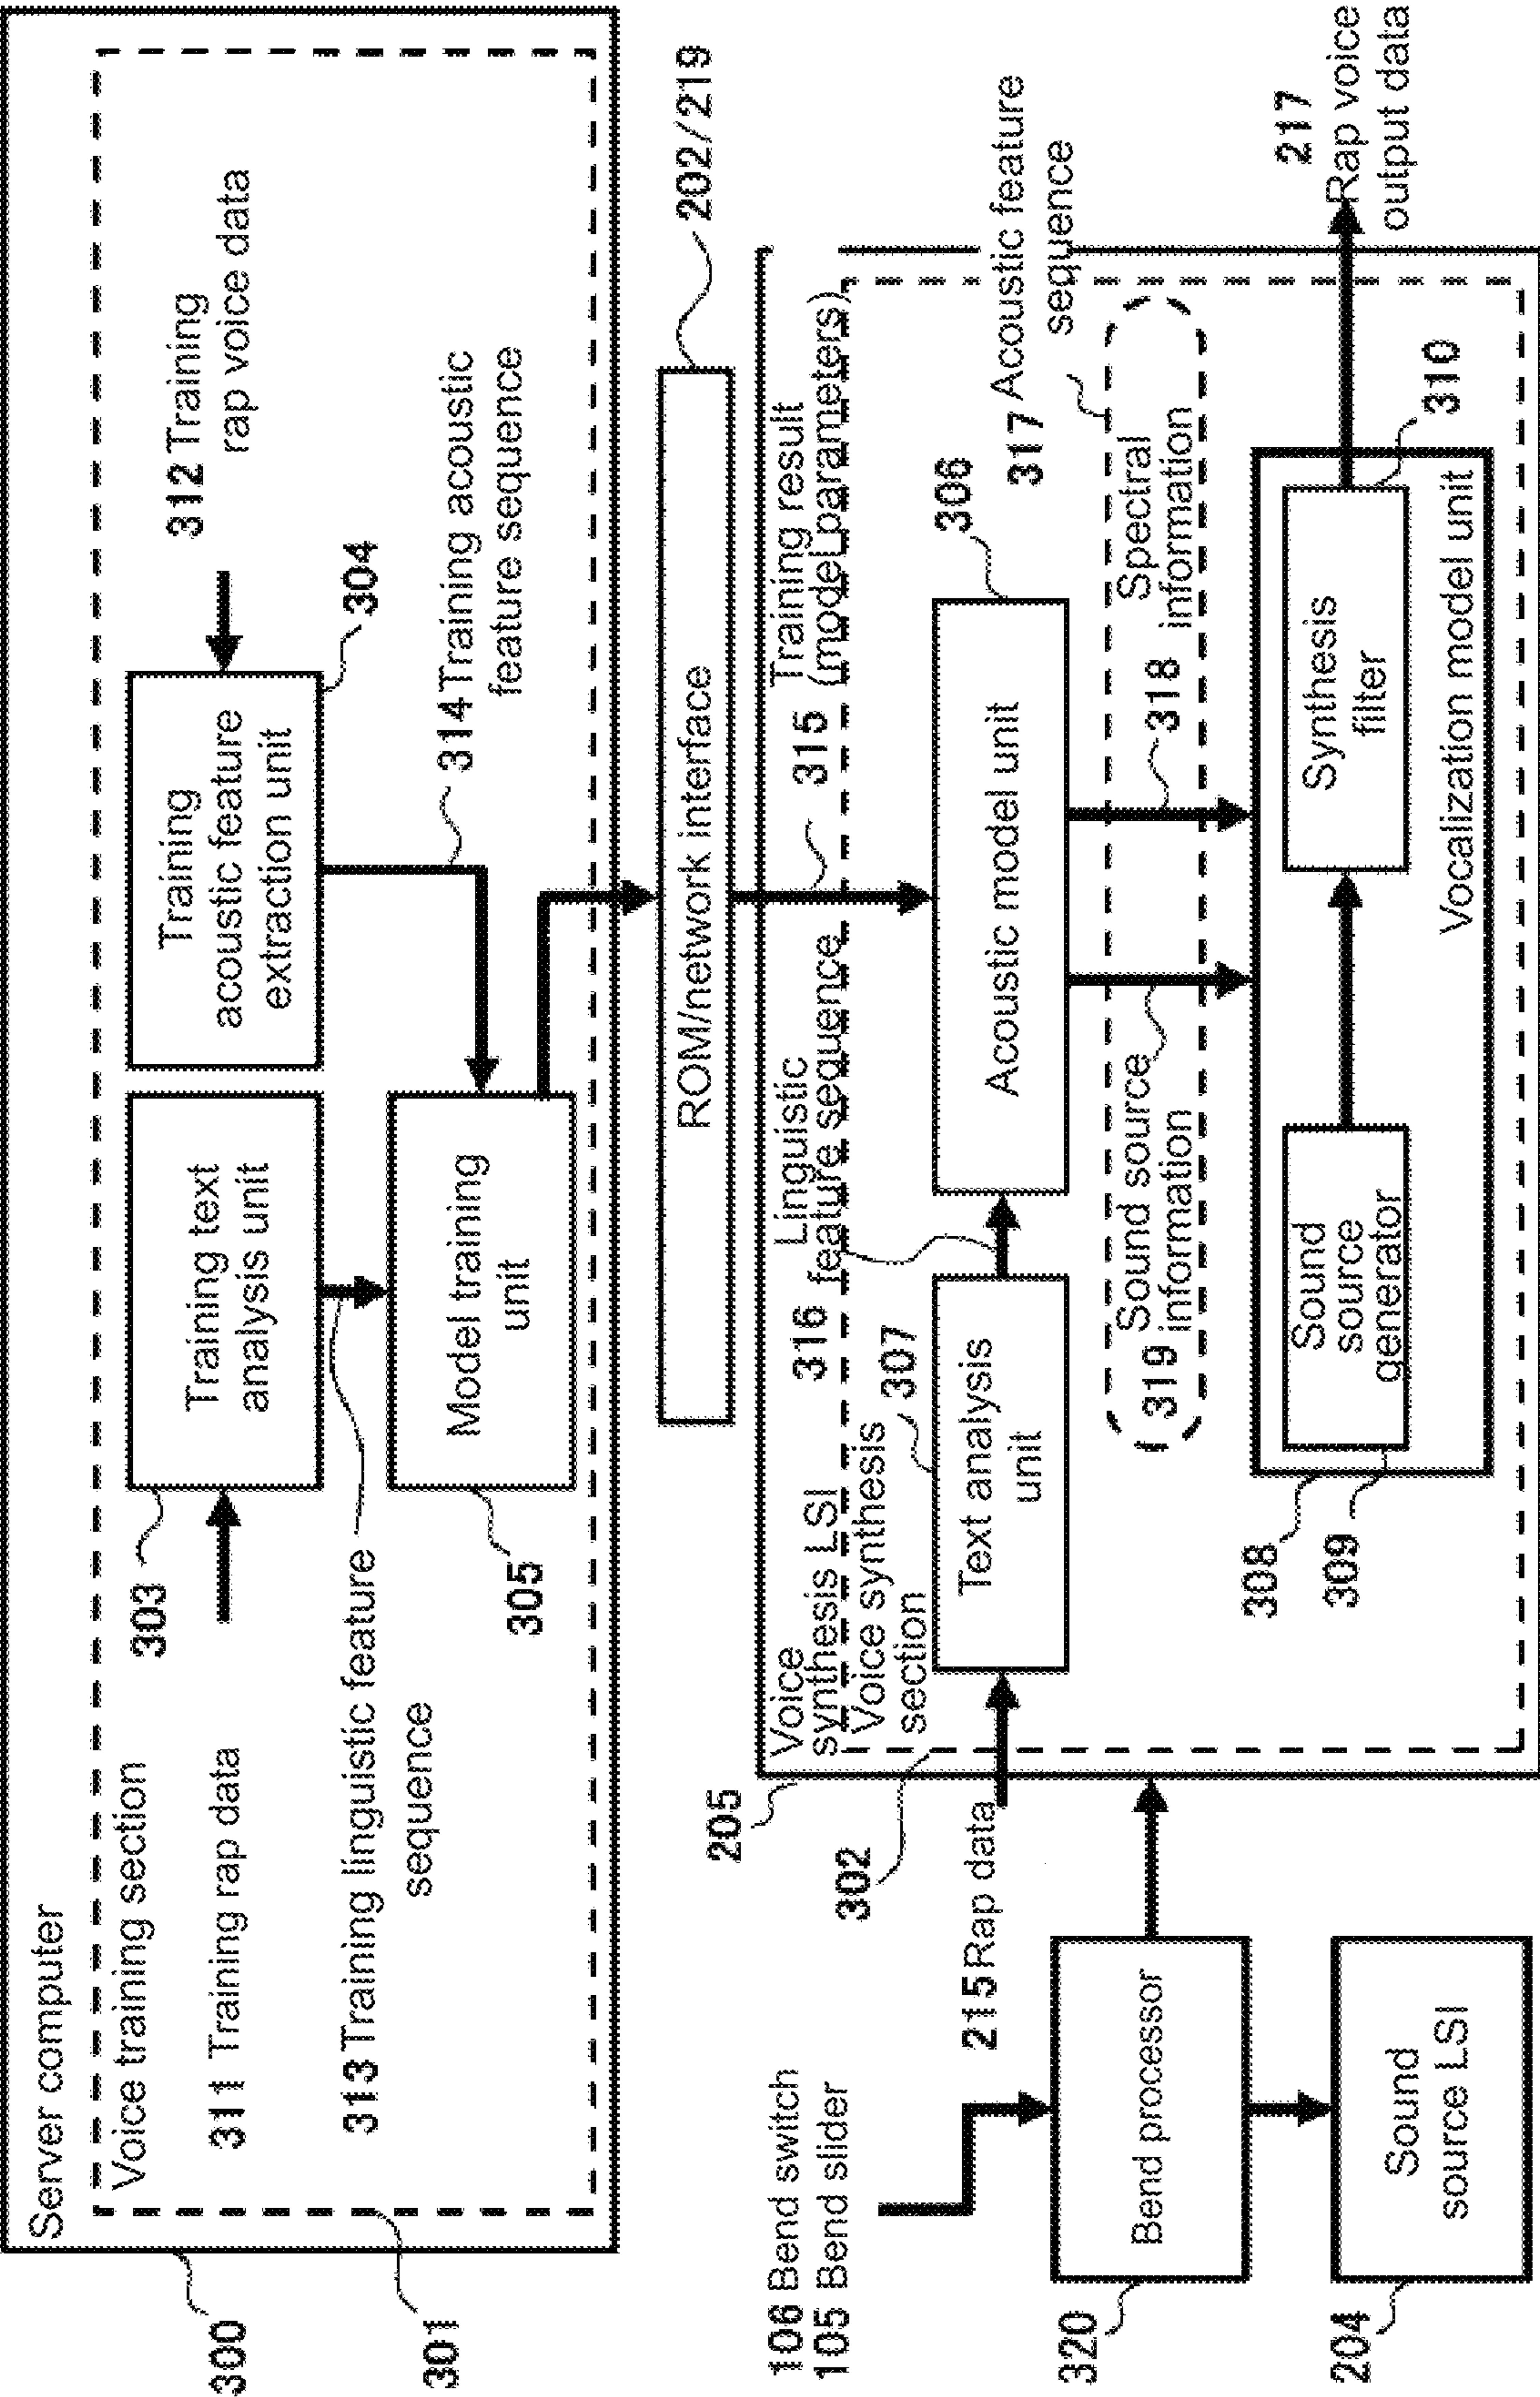 Server computer
300
Voice training section
301
311 Training rap data
303
Training text
analysis unit
Training
acoustic feature
extraction unit
304
312 Training
rap voice data
313 Training linguistic feature
sequence
305
Model training
unit
314 Training acoustic
feature sequence
ROM/network interface
202/219
106 Bend switch
105 Bend slider
320
Bend processor
204
Sound
source LSI
205
302
215 Rap data
Voice
synthesis LSI
Voice synthesis
section
307
Text analysis
unit
316
Linguistic
feature sequence
315
Training result
(model parameters)
Acoustic model unit
306
317 Acoustic feature
sequence
319
Sound source
information
318
Spectral
information
308
309
Sound
source
generator
Synthesis
filter
310
Vocalization model unit
217
Rap voice
output data